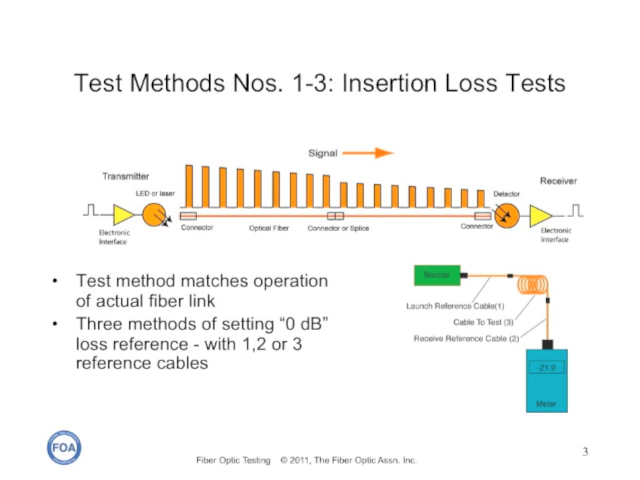 Test Methods Nos. 1-3: Insertion Loss Tests
Signal
Transmitter
Receiver
LED or laser
Detector
Connector
Optical Fiber
Connector or Splice
Connector
Electronic
Interface
Electronic
Interface
• Test method matches operation
of actual fiber link
• Three methods of setting “0 dB”
loss reference - with 1,2 or 3
reference cables
Source
Launch Reference Cable(1)
Cable To Test (3)
Receive Reference Cable (2)
-21.9
Meter
FOA
Fiber Optic Testing © 2011, The Fiber Optic Assn. Inc.
3